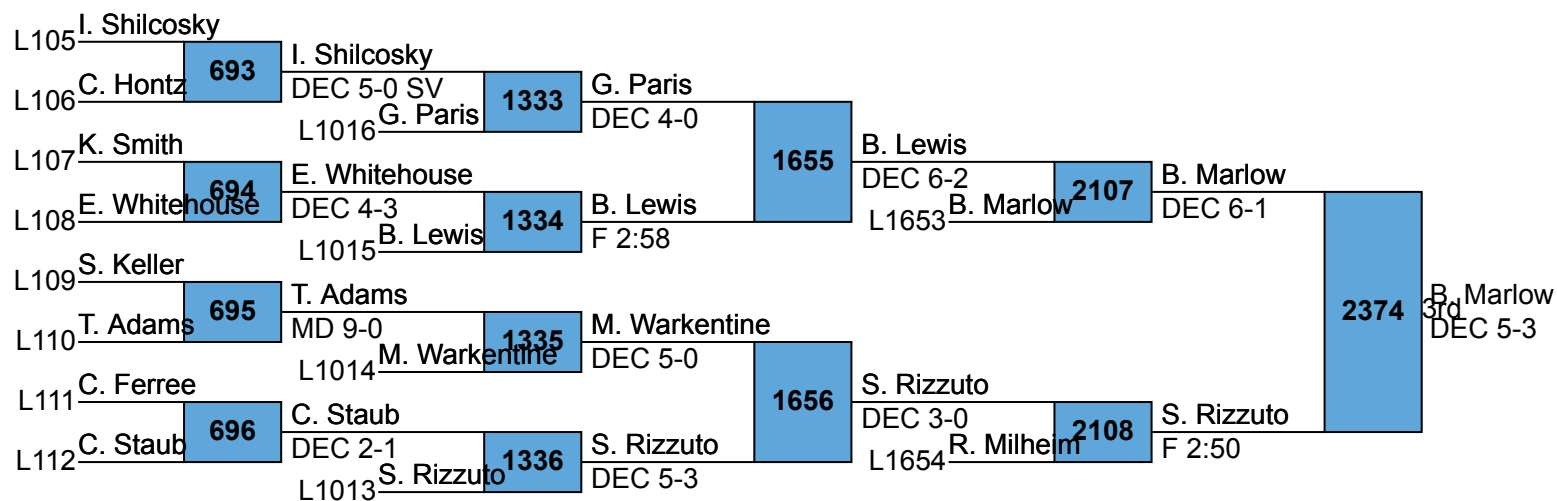 L105 I. Shilcosky
693
L106 C. Hontz
I. Shilcosky
DEC 5-0 SV
L107 K. Smith
694
L108 E. Whitehouse
E. Whitehouse
DEC 4-3
L109 S. Keller
695
L110 T. Adams
T. Adams
MD 9-0
L111 C. Ferree
696
L112 C. Staub
C. Staub
DEC 2-1
1333
L1016 G. Paris
G. Paris
DEC 4-0
1334
L1015 B. Lewis
B. Lewis
F 2:58
1335
L1014 M. Warkentine
M. Warkentine
DEC 5-0
1336
L1013 S. Rizzuto
S. Rizzuto
DEC 5-3
1655
B. Lewis
DEC 6-2
1656
S. Rizzuto
DEC 3-0
2107
L1653 B. Marlow
B. Marlow
DEC 6-1
2108
L1654 R. Milheim
S. Rizzuto
F 2:50
2374
3rd
B. Marlow
DEC 5-3